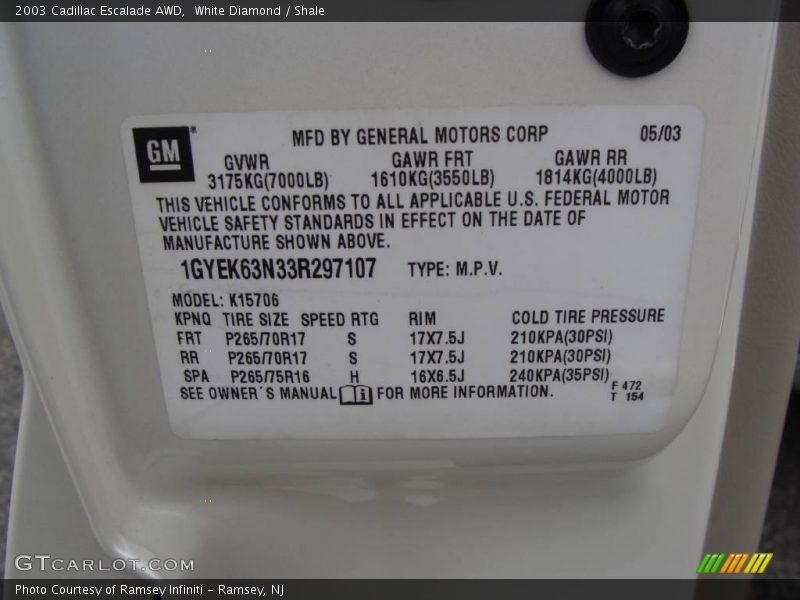 2003 Cadillac Escalade AWD,  White Diamond / Shale
GM
MFD BY GENERAL MOTORS CORP 05/03
GVWR GAWR FRT GAWR RR
3175KG(7000LB) 1610KG(3550LB) 1814KG(4000LB)
THIS VEHICLE CONFORMS TO ALL APPLICABLE U.S. FEDERAL MOTOR
VEHICLE SAFETY STANDARDS IN EFFECT ON THE DATE OF
MANUFACTURE SHOWN ABOVE.
1GYEK63N33R297107 TYPE: M.P.V.
MODEL: K15706
KPNQ TIRE SIZE SPEED RTG RIM COLD TIRE PRESSURE
FRT P265/70R17 S 17X7.5J 210KPA(30PSI)
RR P265/70R17 S 17X7.5J 210KPA(30PSI)
SPA P265/75R16 H 16X6.5J 240KPA(35PSI)
SEE OWNER'S MANUAL i FOR MORE INFORMATION.
F 472
T 154
GTCARLOT.COM
Photo Courtesy of Ramsey Infiniti – Ramsey, NJ